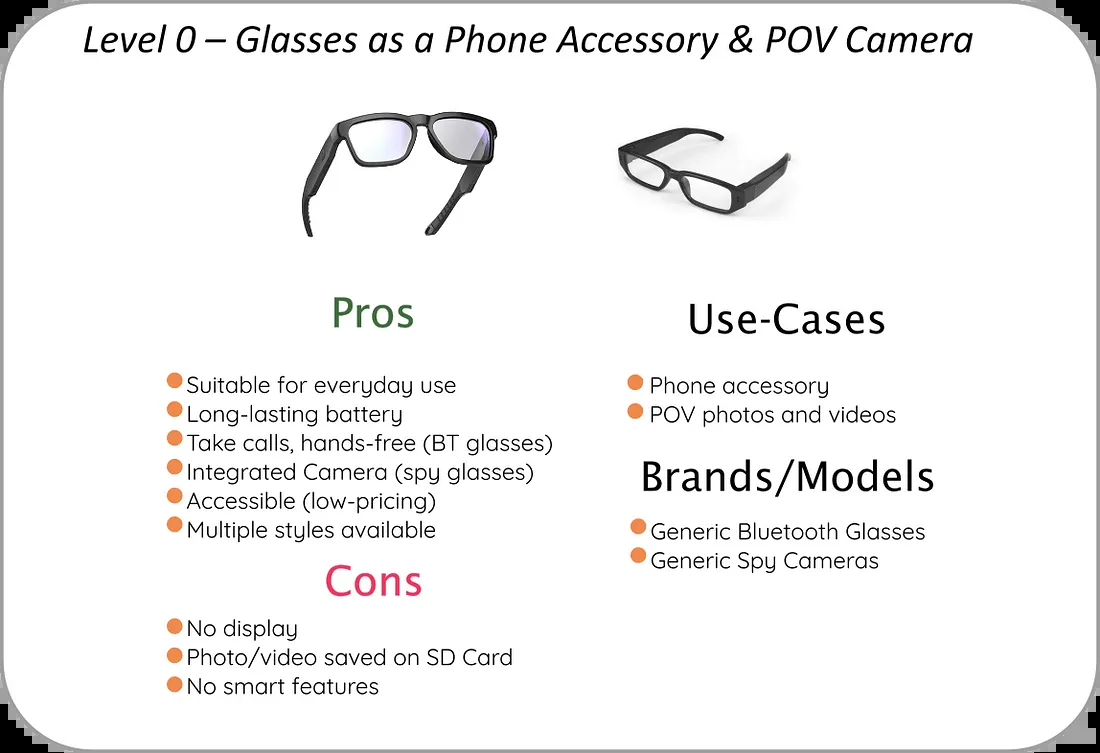 Level 0 – Glasses as a Phone Accessory & POV Camera
Pros
Suitable for everyday use
Long-lasting battery
Take calls, hands-free (BT glasses)
Integrated Camera (spy glasses)
Accessible (low-pricing)
Multiple styles available
Cons
No display
Photo/video saved on SD Card
No smart features
Use-Cases
Phone accessory
POV photos and videos
Brands/Models
Generic Bluetooth Glasses
Generic Spy Cameras